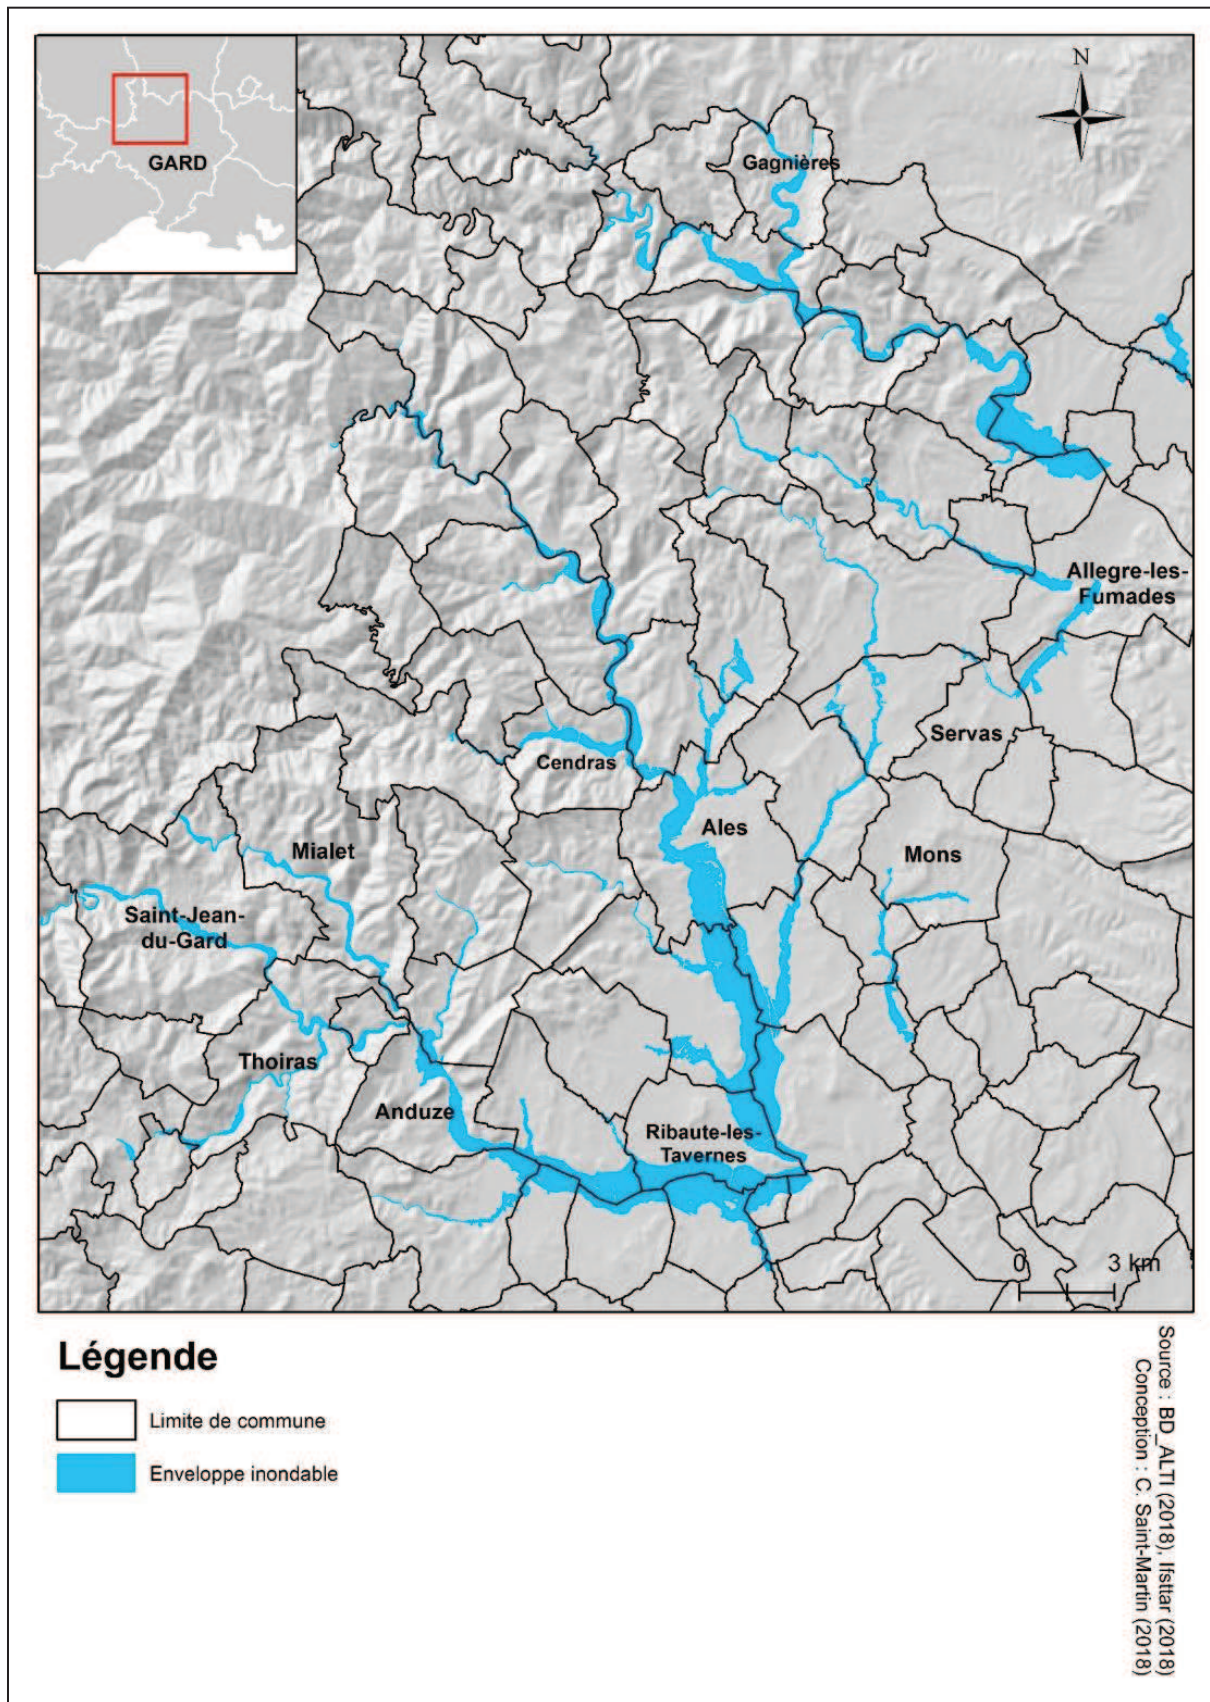 GARD
N
Gagnières
Allegre-les-
Fumades
Servas
Cendras
Ales
Mons
Mialet
Saint-Jean-
du-Gard
Thoiras
Anduze
Ribaute-les-
Tavernes
0 3 km
Légende
Limite de commune
Enveloppe inondable
Source : BD_ALTI (2018), Ifsttar (2018)
Conception : C. Saint-Martin (2018)